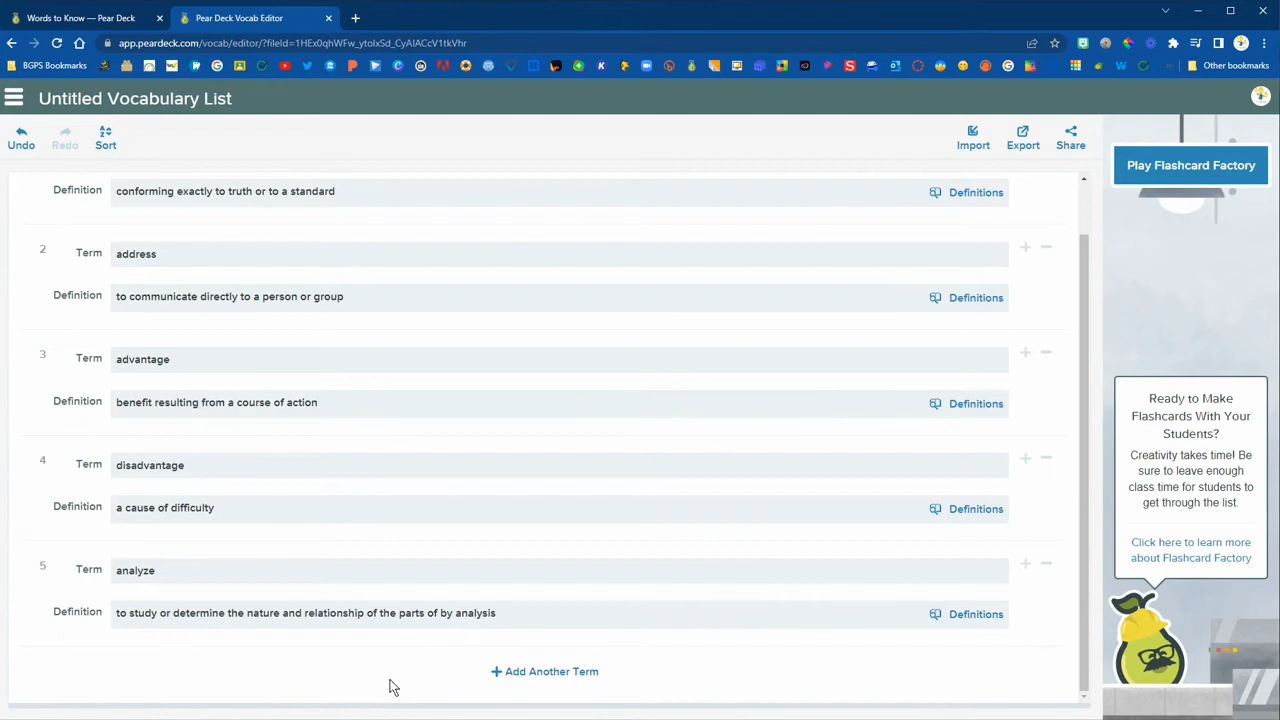 Words to Know — Pear Deck
Pear Deck Vocab Editor
app.peardeck.com/vocab/editor/?fileId=1HEx0qhWFw_ytolxSd_CyAIACcV1tkVhr
BGPS Bookmarks
Other bookmarks
Untitled Vocabulary List
Undo
Redo
Sort
Import
Export
Share
Play Flashcard Factory
Definition conforming exactly to truth or to a standard Definitions
2 Term address
Definition to communicate directly to a person or group Definitions
3 Term advantage
Definition benefit resulting from a course of action Definitions
4 Term disadvantage
Definition a cause of difficulty Definitions
5 Term analyze
Definition to study or determine the nature and relationship of the parts of by analysis Definitions
+ Add Another Term
Ready to Make
Flashcards With Your
Students?
Creativity takes time! Be
sure to leave enough
class time for students to
get through the list.
Click here to learn more
about Flashcard Factory